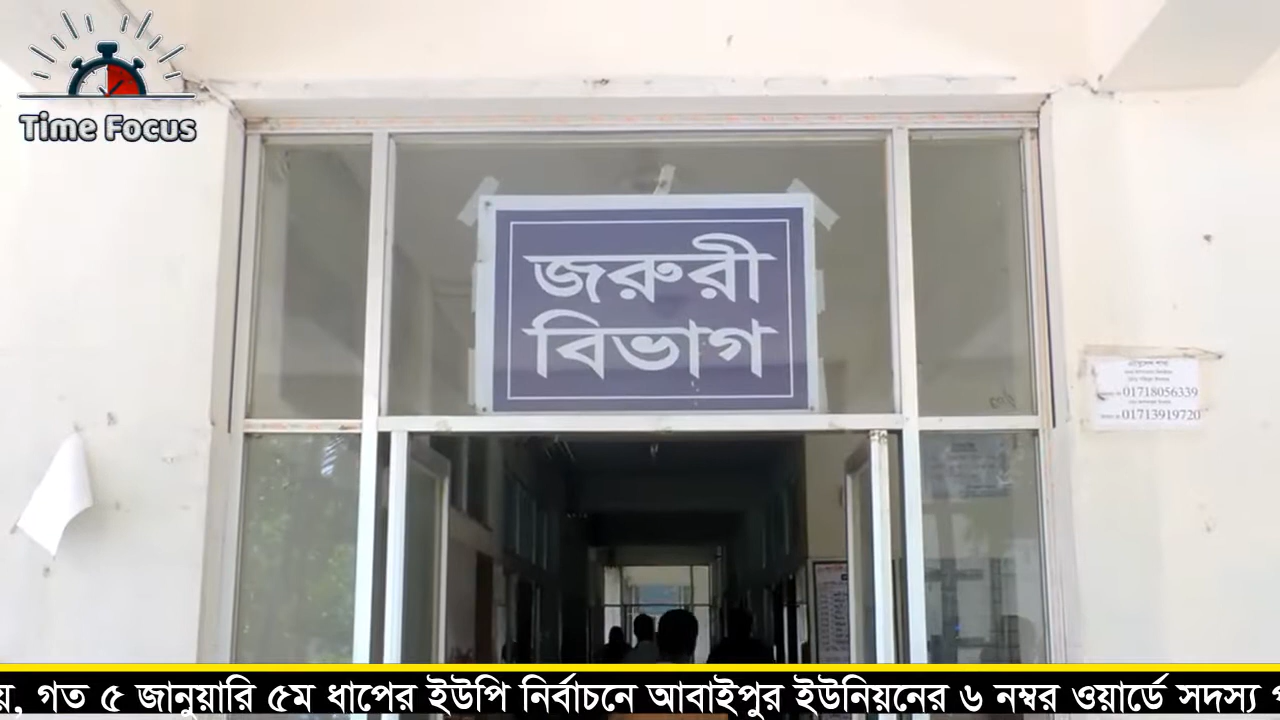 Time Focus
জরুরী
বিভাগ
01718056339
01713919720
য়, গত ৫ জানুয়ারি ৫ম ধাপের ইউপি নির্বাচনে আবাইপুর ইউনিয়নের ৬ নম্বর ওয়ার্ডে সদস্য